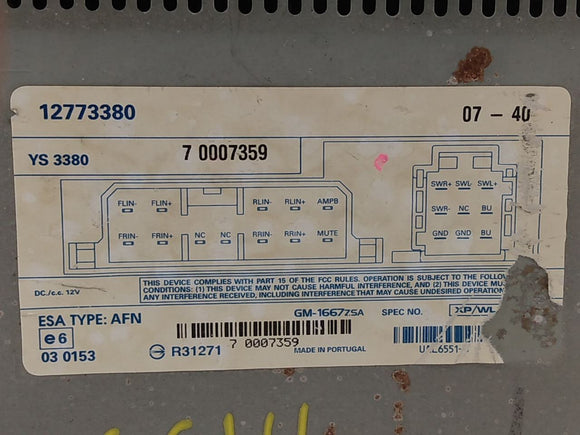 12773380 07 - 40
YS 3380 7 0007359
FLIN- FLIN+ RLIN- RLIN+ AMPB
FRIN- FRIN+ NC NC RRIN- RRIN+ MUTE
SWR+ SWL- SWL+
SWR- NC BU
GND GND BU
DC./c.c. 12V
THIS DEVICE COMPLIES WITH PART 15 OF THE FCC RULES. OPERATION IS SUBJECT TO THE
CONDITIONS: (1) THIS DEVICE MAY NOT CAUSE HARMFUL INTERFERENCE, AND (2) THIS DEVICE
ANY INTERFERENCE RECEIVED, INCLUDING INTERFERENCE THAT MAY CAUSE UNDESIRED
ESA TYPE: AFN GM-1667ZSA SPEC NO. XP/WL
e6
03 0153 R31271 7 0007359 MADE IN PORTUGAL